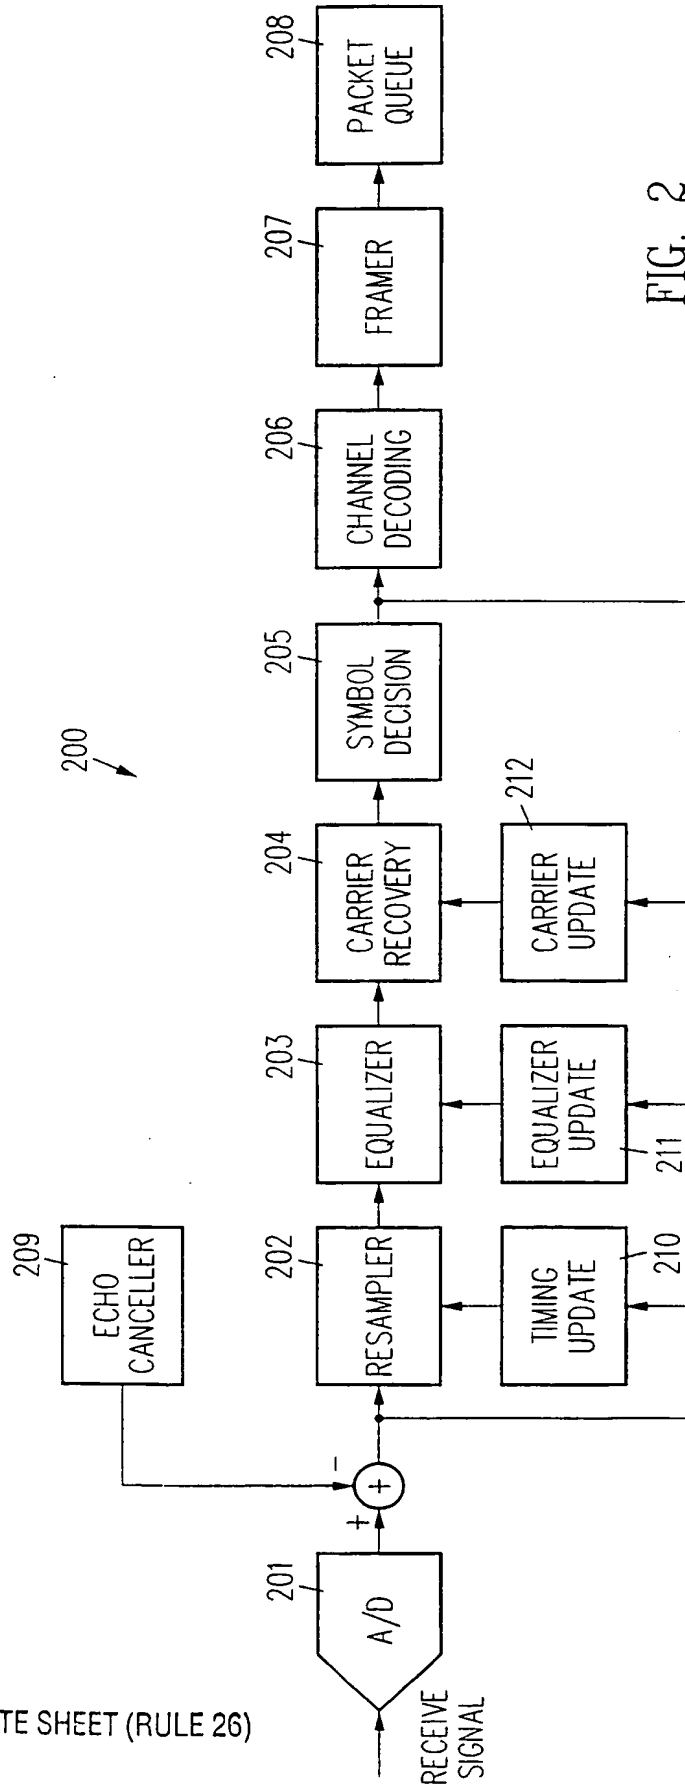 200
209
ECHO
CANCELLER
201
A/D
RECEIVE
SIGNAL
+
-
+
202
RESAMPLER
203
EQUALIZER
204
CARRIER
RECOVERY
205
SYMBOL
DECISION
206
CHANNEL
DECODING
207
FRAMER
208
PACKET
QUEUE
TIMING
UPDATE
210
EQUALIZER
UPDATE
211
CARRIER
UPDATE
212
FIG. 2
TE SHEET (RULE 26)